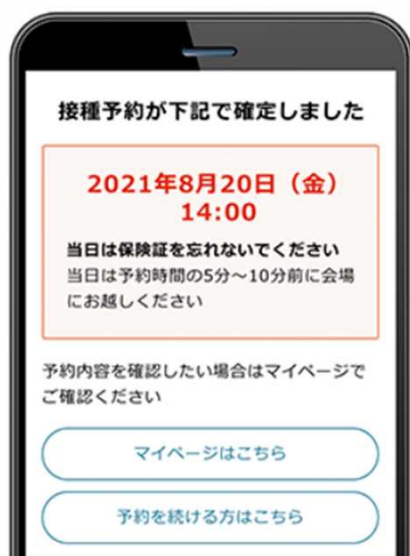 接種予約が下記で確定しました
2021年8月20日（金）
14:00
当日は保険証を忘れないでください
当日は予約時間の5分～10分前に会場
にお越しください
予約内容を確認したい場合はマイページで
ご確認ください
マイページはこちら
予約を続ける方はこちら